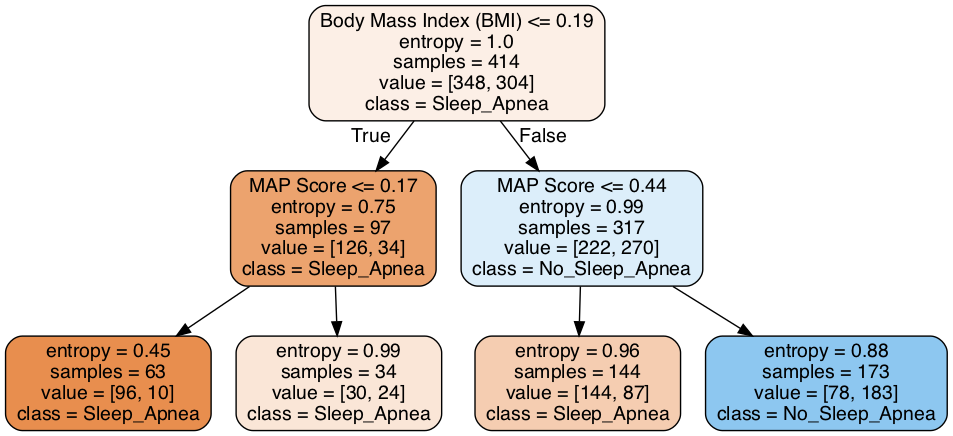 Body Mass Index (BMI) <= 0.19
entropy = 1.0
samples = 414
value = [348, 304]
class = Sleep_Apnea
True
False
MAP Score <= 0.17
entropy = 0.75
samples = 97
value = [126, 34]
class = Sleep_Apnea
MAP Score <= 0.44
entropy = 0.99
samples = 317
value = [222, 270]
class = No_Sleep_Apnea
entropy = 0.45
samples = 63
value = [96, 10]
class = Sleep_Apnea
entropy = 0.99
samples = 34
value = [30, 24]
class = Sleep_Apnea
entropy = 0.96
samples = 144
value = [144, 87]
class = Sleep_Apnea
entropy = 0.88
samples = 173
value = [78, 183]
class = No_Sleep_Apnea